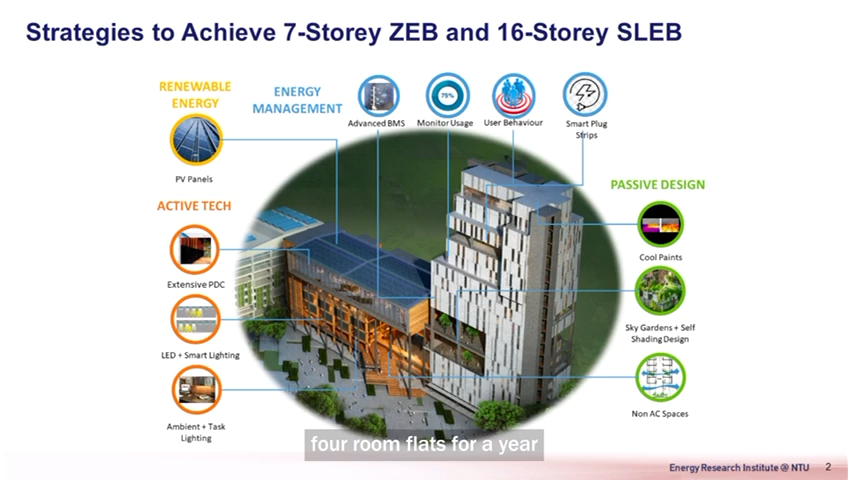 Strategies to Achieve 7-Storey ZEB and 16-Storey SLEB
RENEWABLE
ENERGY
PV Panels
ENERGY
MANAGEMENT
Advanced BMS
75%
Monitor Usage
User Behaviour
Smart Plug
Strips
ACTIVE TECH
Extensive PDC
LED + Smart Lighting
Ambient + Task
Lighting
PASSIVE DESIGN
Cool Paints
Sky Gardens + Self
Shading Design
Non AC Spaces
four room flats for a year
Energy Research Institute @ NTU
2